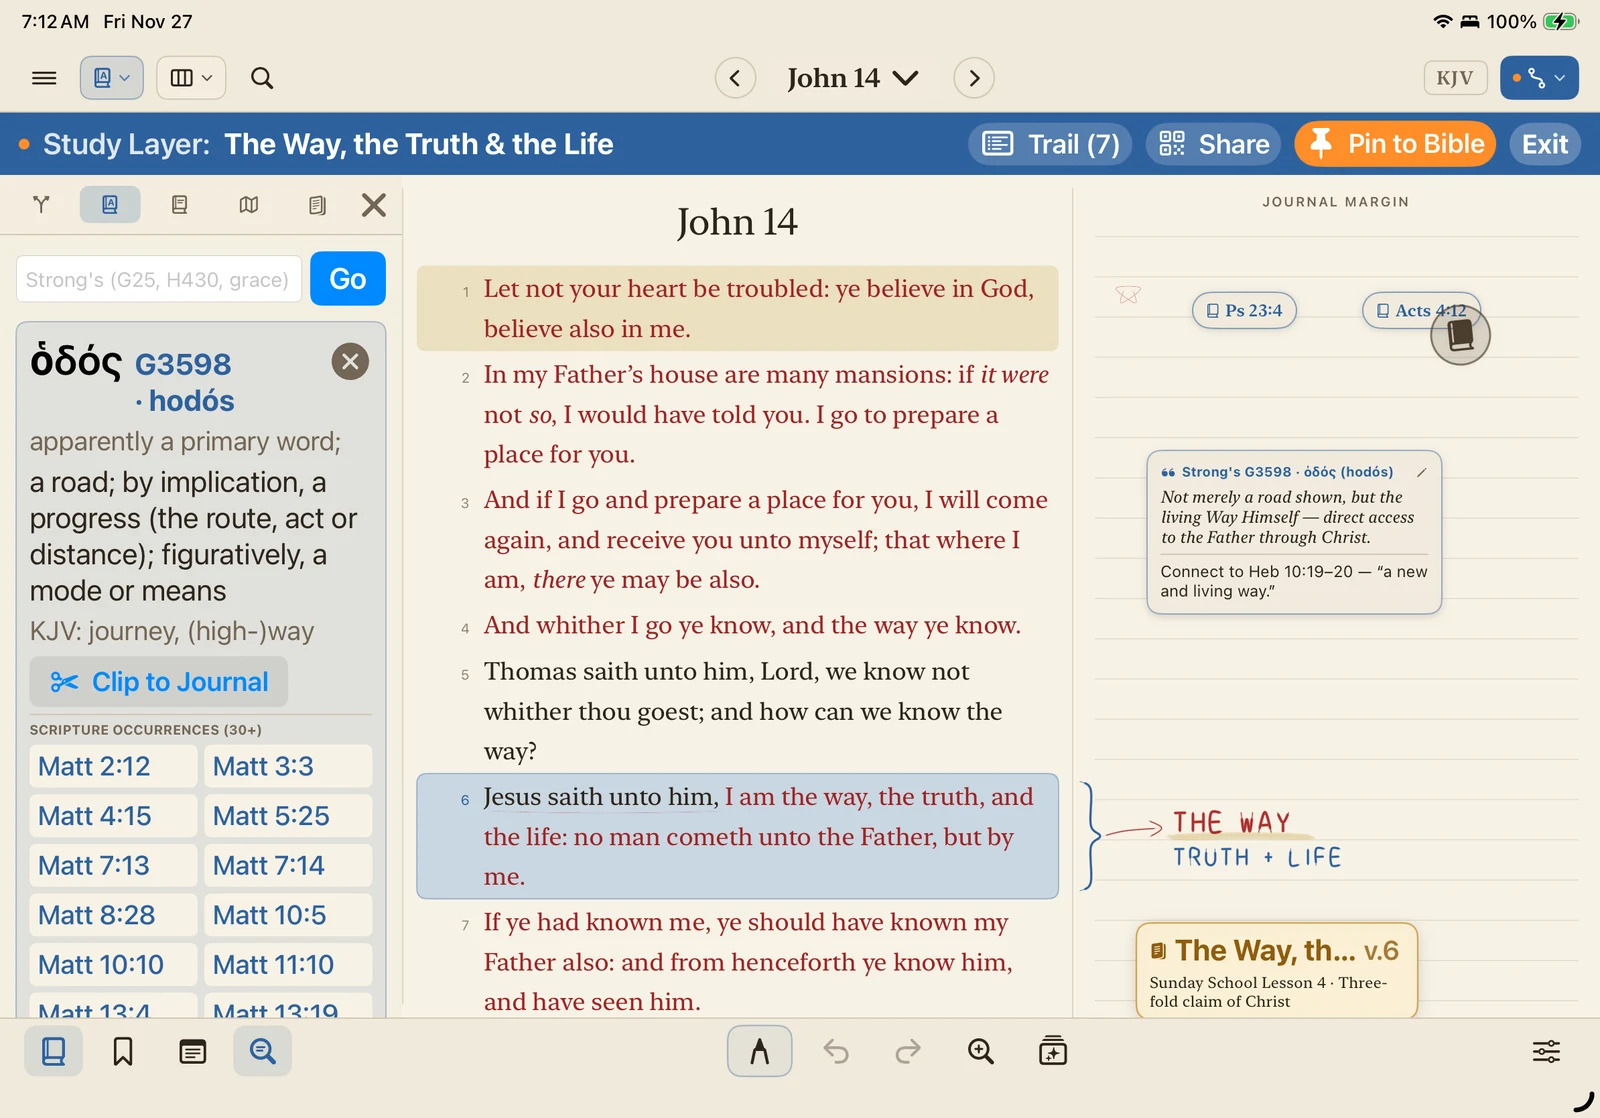 7:12 AM Fri Nov 27
100%
John 14
KJV
Study Layer: The Way, the Truth & the Life
Trail (7)
Share
Pin to Bible
Exit
Strong's (G25, H430, grace)
Go
ὁδός G3598
· hodós
apparently a primary word;
a road; by implication, a
progress (the route, act or
distance); figuratively, a
mode or means
KJV: journey, (high-)way
Clip to Journal
SCRIPTURE OCCURRENCES (30+)
Matt 2:12 Matt 3:3
Matt 4:15 Matt 5:25
Matt 7:13 Matt 7:14
Matt 8:28 Matt 10:5
Matt 10:10 Matt 11:10
Matt 13:4 Matt 13:19
John 14
1 Let not your heart be troubled: ye believe in God,
believe also in me.
2 In my Father’s house are many mansions: if it were
not so, I would have told you. I go to prepare a
place for you.
3 And if I go and prepare a place for you, I will come
again, and receive you unto myself; that where I
am, there ye may be also.
4 And whither I go ye know, and the way ye know.
5 Thomas saith unto him, Lord, we know not
whither thou goest; and how can we know the
way?
6 Jesus saith unto him, I am the way, the truth, and
the life: no man cometh unto the Father, but by
me.
7 If ye had known me, ye should have known my
Father also: and from henceforth ye know him,
and have seen him.
JOURNAL MARGIN
Ps 23:4
Acts 4:12
Strong's G3598 · ὁδός (hodós)
Not merely a road shown, but the
living Way Himself — direct access
to the Father through Christ.
Connect to Heb 10:19–20 — “a new
and living way.”
THE WAY
TRUTH + LIFE
The Way, th... v.6
Sunday School Lesson 4 · Three-
fold claim of Christ